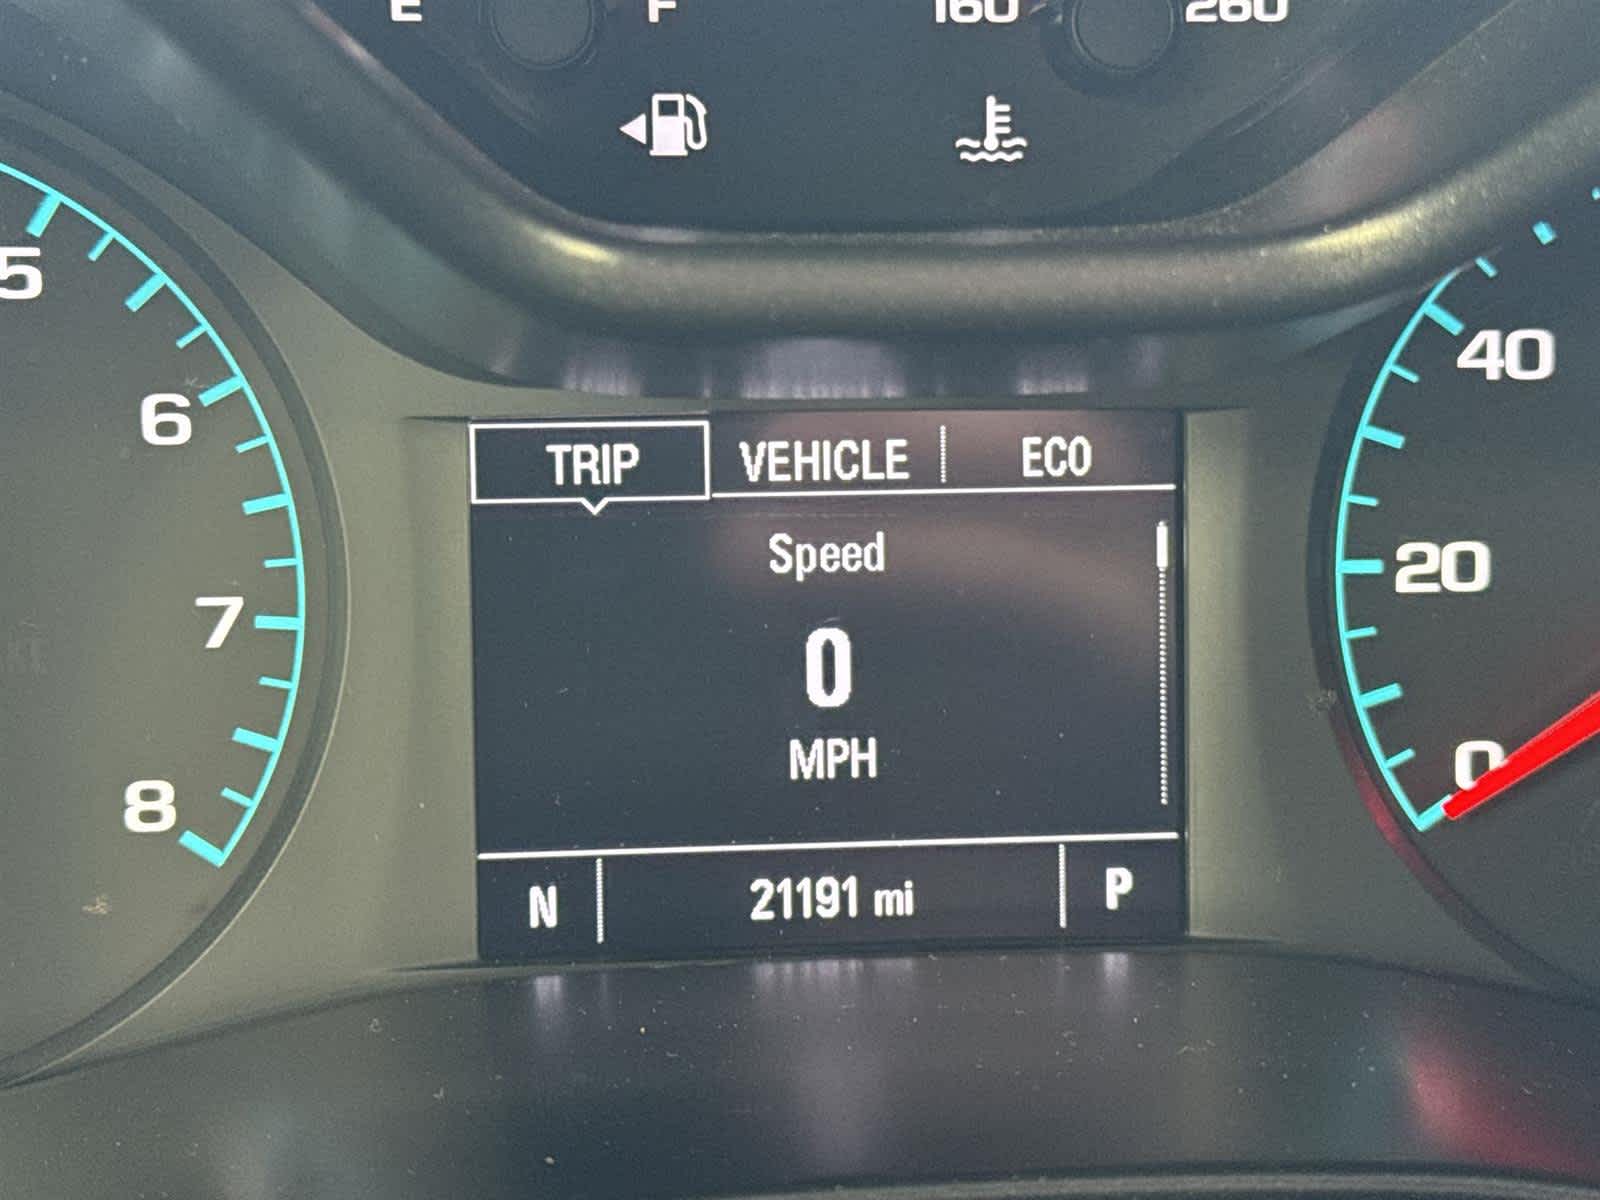 E F 160 260
5
6
7
8
40
20
0
TRIP VEHICLE ECO
Speed
0
MPH
N 21191 mi P